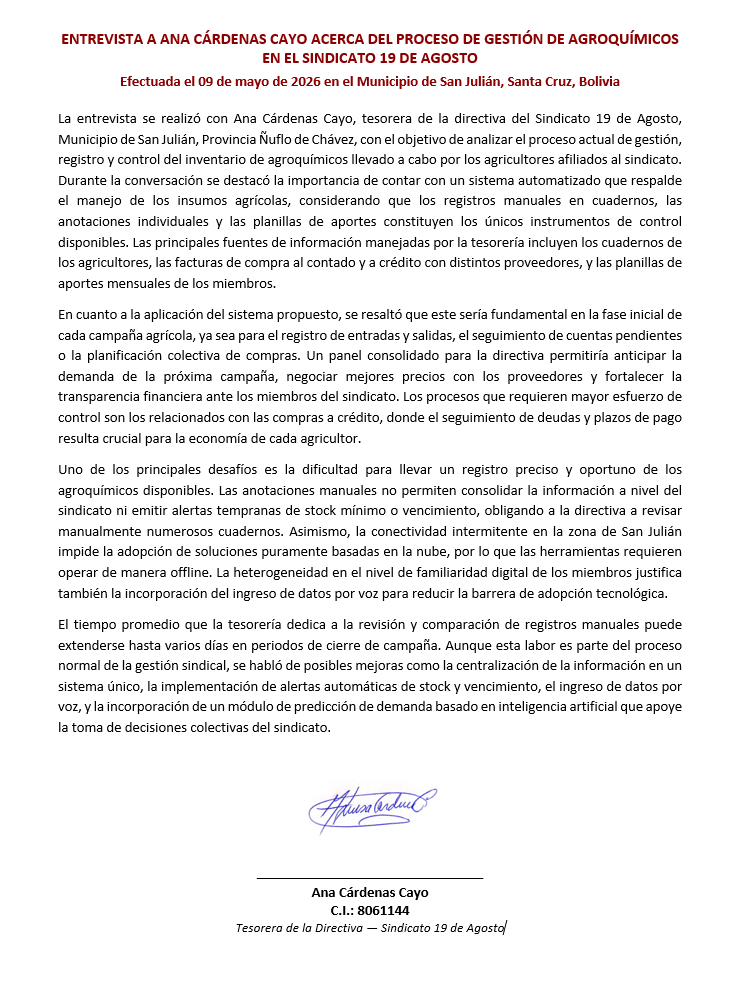 ENTREVISTA A ANA CÁRDENAS CAYO ACERCA DEL PROCESO DE GESTIÓN DE AGROQUÍMICOS
EN EL SINDICATO 19 DE AGOSTO
Efectuada el 09 de mayo de 2026 en el Municipio de San Julián, Santa Cruz, Bolivia
La entrevista se realizó con Ana Cárdenas Cayo, tesorera de la directiva del Sindicato 19 de Agosto,
Municipio de San Julián, Provincia Ñuflo de Chávez, con el objetivo de analizar el proceso actual de gestión,
registro y control del inventario de agroquímicos llevado a cabo por los agricultores afiliados al sindicato.
Durante la conversación se destacó la importancia de contar con un sistema automatizado que respalde
el manejo de los insumos agrícolas, considerando que los registros manuales en cuadernos, las
anotaciones individuales y las planillas de aportes constituyen los únicos instrumentos de control
disponibles. Las principales fuentes de información manejadas por la tesorería incluyen los cuadernos de
los agricultores, las facturas de compra al contado y a crédito con distintos proveedores, y las planillas de
aportes mensuales de los miembros.
En cuanto a la aplicación del sistema propuesto, se resaltó que este sería fundamental en la fase inicial de
cada campaña agrícola, ya sea para el registro de entradas y salidas, el seguimiento de cuentas pendientes
o la planificación colectiva de compras. Un panel consolidado para la directiva permitiría anticipar la
demanda de la próxima campaña, negociar mejores precios con los proveedores y fortalecer la
transparencia financiera ante los miembros del sindicato. Los procesos que requieren mayor esfuerzo de
control son los relacionados con las compras a crédito, donde el seguimiento de deudas y plazos de pago
resulta crucial para la economía de cada agricultor.
Uno de los principales desafíos es la dificultad para llevar un registro preciso y oportuno de los
agroquímicos disponibles. Las anotaciones manuales no permiten consolidar la información a nivel del
sindicato ni emitir alertas tempranas de stock mínimo o vencimiento, obligando a la directiva a revisar
manualmente numerosos cuadernos. Asimismo, la conectividad intermitente en la zona de San Julián
impide la adopción de soluciones puramente basadas en la nube, por lo que las herramientas requieren
operar de manera offline. La heterogeneidad en el nivel de familiaridad digital de los miembros justifica
también la incorporación del ingreso de datos por voz para reducir la barrera de adopción tecnológica.
El tiempo promedio que la tesorería dedica a la revisión y comparación de registros manuales puede
extenderse hasta varios días en periodos de cierre de campaña. Aunque esta labor es parte del proceso
normal de la gestión sindical, se habló de posibles mejoras como la centralización de la información en un
sistema único, la implementación de alertas automáticas de stock y vencimiento, el ingreso de datos por
voz, y la incorporación de un módulo de predicción de demanda basado en inteligencia artificial que apoye
la toma de decisiones colectivas del sindicato.
Ana Cárdenas Cayo
C.I.: 8061144
Tesorera de la Directiva — Sindicato 19 de Agosto